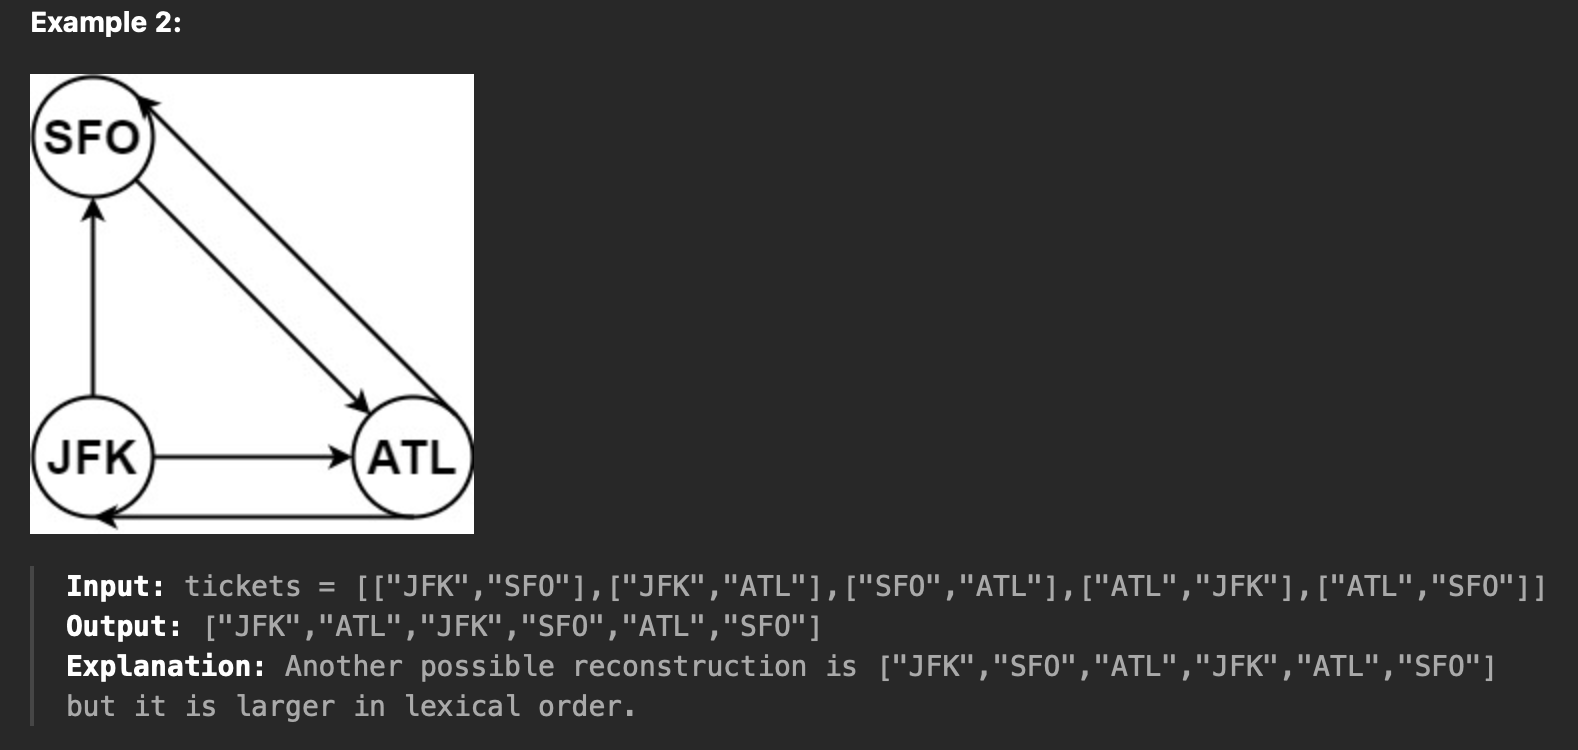 Example 2:
SFO
JFK
ATL
Input: tickets = [["JFK","SFO"],["JFK","ATL"],["SFO","ATL"],["ATL","JFK"],["ATL","SFO"]]
Output: ["JFK","ATL","JFK","SFO","ATL","SFO"]
Explanation: Another possible reconstruction is ["JFK","SFO","ATL","JFK","ATL","SFO"]
but it is larger in lexical order.